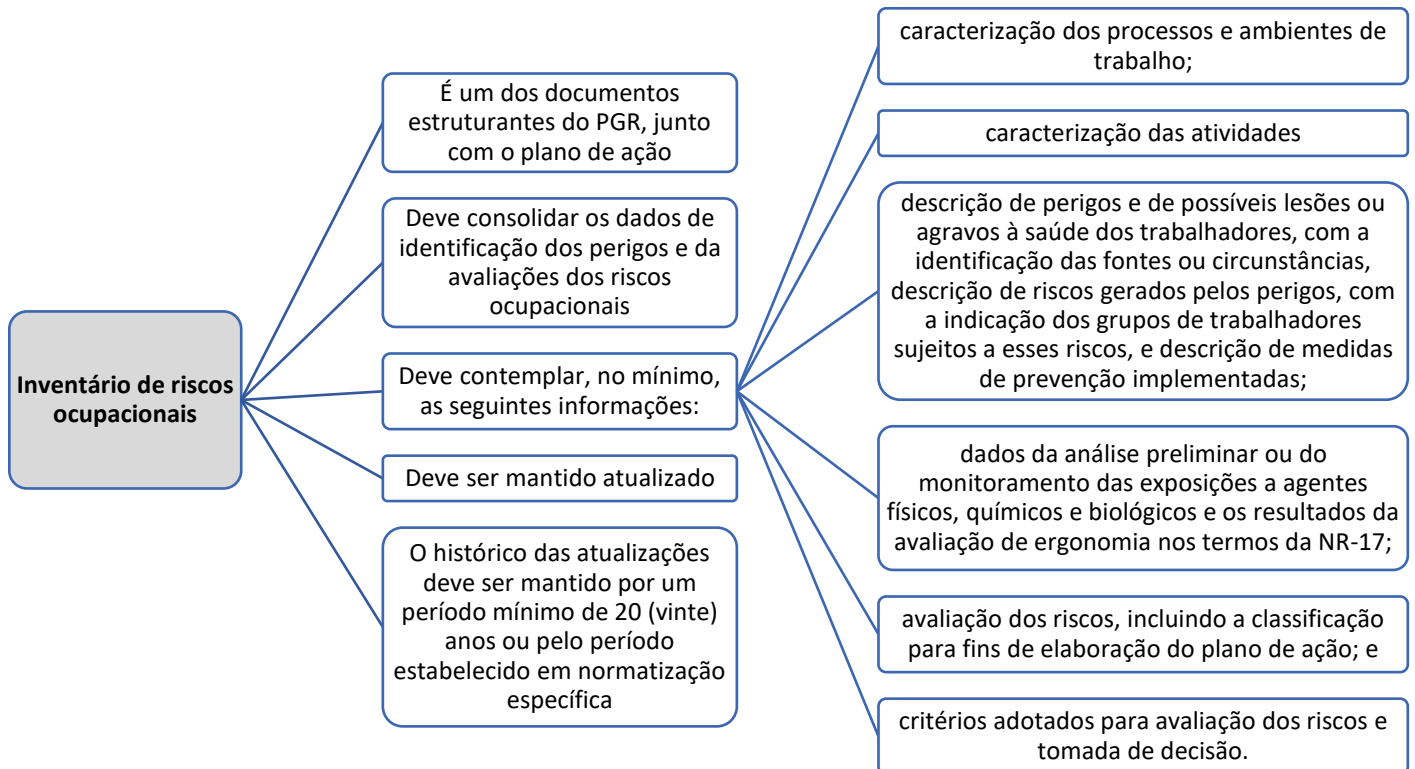 Inventário de riscos
ocupacionais
É um dos documentos
estruturantes do PGR, junto
com o plano de ação
Deve consolidar os dados de
identificação dos perigos e da
avaliações dos riscos
ocupacionais
Deve contemplar, no mínimo,
as seguintes informações:
Deve ser mantido atualizado
O histórico das atualizações
deve ser mantido por um
período mínimo de 20 (vinte)
anos ou pelo período
estabelecido em normatização
específica
caracterização dos processos e ambientes de
trabalho;
caracterização das atividades
descrição de perigos e de possíveis lesões ou
agravos à saúde dos trabalhadores, com a
identificação das fontes ou circunstâncias,
descrição de riscos gerados pelos perigos, com
a indicação dos grupos de trabalhadores
sujeitos a esses riscos, e descrição de medidas
de prevenção implementadas;
dados da análise preliminar ou do
monitoramento das exposições a agentes
físicos, químicos e biológicos e os resultados da
avaliação de ergonomia nos termos da NR-17;
avaliação dos riscos, incluindo a classificação
para fins de elaboração do plano de ação; e
critérios adotados para avaliação dos riscos e
tomada de decisão.